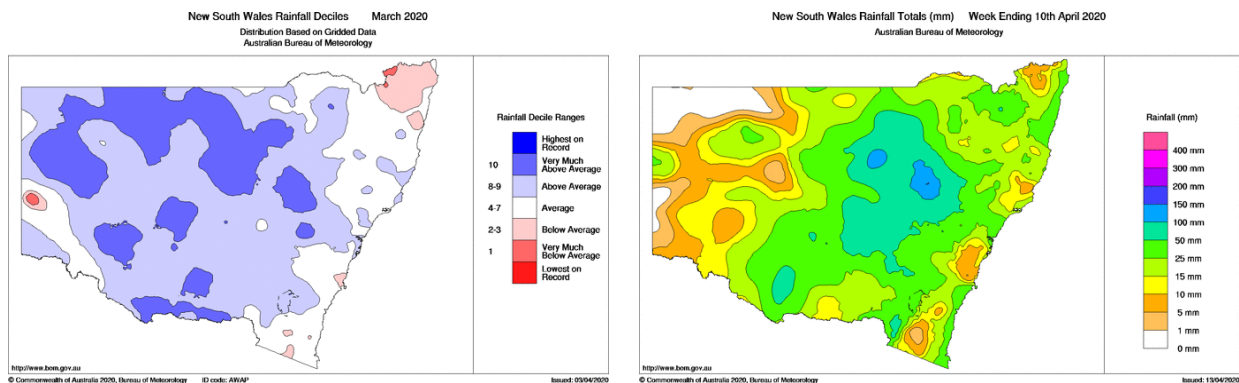 New South Wales Rainfall Deciles March 2020
Distribution Based on Gridded Data
Australian Bureau of Meteorology
Rainfall Decile Ranges
Highest on
Record
10 Very Much
Above Average
8-9 Above Average
4-7 Average
2-3 Below Average
1 Very Much
Below Average
Lowest on
Record
http://www.bom.gov.au
© Commonwealth of Australia 2020, Bureau of Meteorology ID code: AWAP Issued: 03/04/2020
New South Wales Rainfall Totals (mm) Week Ending 10th April 2020
Australian Bureau of Meteorology
Rainfall (mm)
400 mm
300 mm
200 mm
150 mm
100 mm
50 mm
25 mm
15 mm
10 mm
5 mm
1 mm
0 mm
http://www.bom.gov.au
© Commonwealth of Australia 2020, Bureau of Meteorology Issued: 13/04/2020